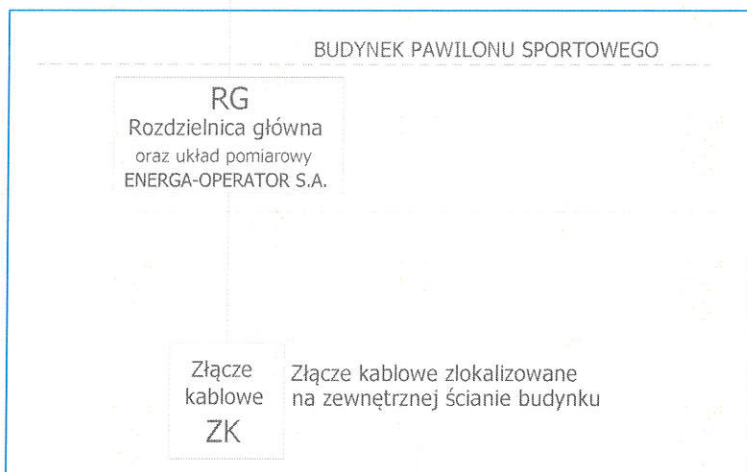 BUDYNEK PAWILONU SPORTOWEGO
RG
Rozdzielnica główna
oraz układ pomiarowy
ENERGA-OPERATOR S.A.
Złącze
kablowe
ZK
Złącze kablowe zlokalizowane
na zewnętrznej ścianie budynku